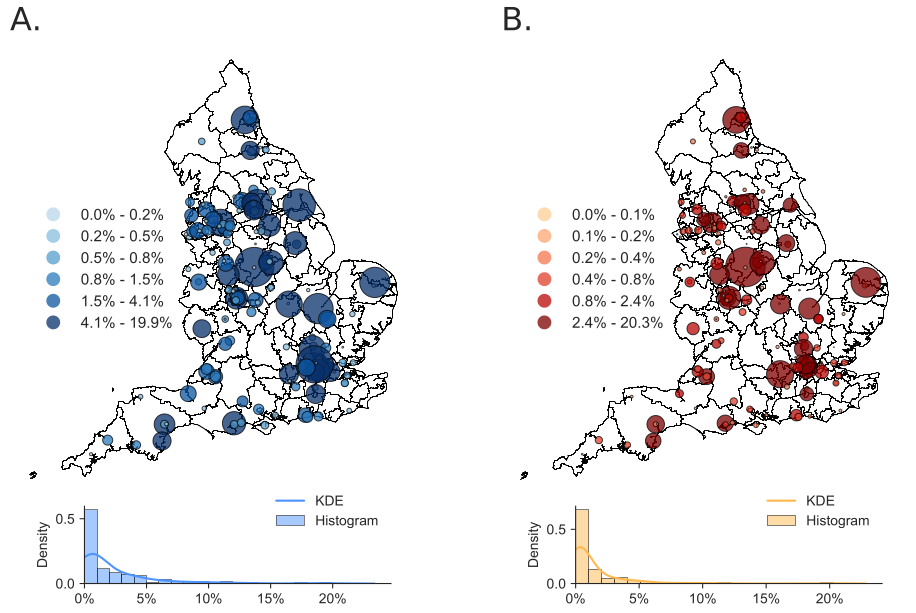 A.
B.
0.0% - 0.2%
0.2% - 0.5%
0.5% - 0.8%
0.8% - 1.5%
1.5% - 4.1%
4.1% - 19.9%
0.0% - 0.1%
0.1% - 0.2%
0.2% - 0.4%
0.4% - 0.8%
0.8% - 2.4%
2.4% - 20.3%
KDE
Histogram
Density
0.5
0.0
0%
5%
10%
15%
20%
KDE
Histogram
Density
0.5
0.0
0%
5%
10%
15%
20%